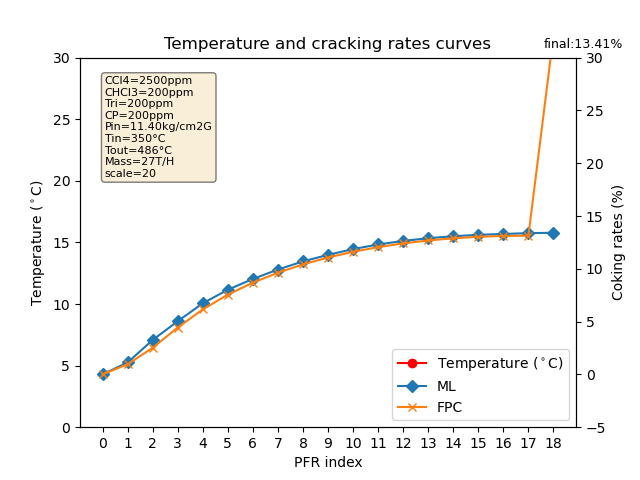 Temperature and cracking rates curves
final:13.41%
CCl4=2500ppm
CHCl3=200ppm
Tri=200ppm
CP=200ppm
Pin=11.40kg/cm2G
Tin=350°C
Tout=486°C
Mass=27T/H
scale=20
30
25
20
15
10
5
0
Temperature (°C)
30
25
20
15
10
5
0
−5
Coking rates (%)
Temperature (°C)
ML
FPC
0 1 2 3 4 5 6 7 8 9 10 11 12 13 14 15 16 17 18
PFR index